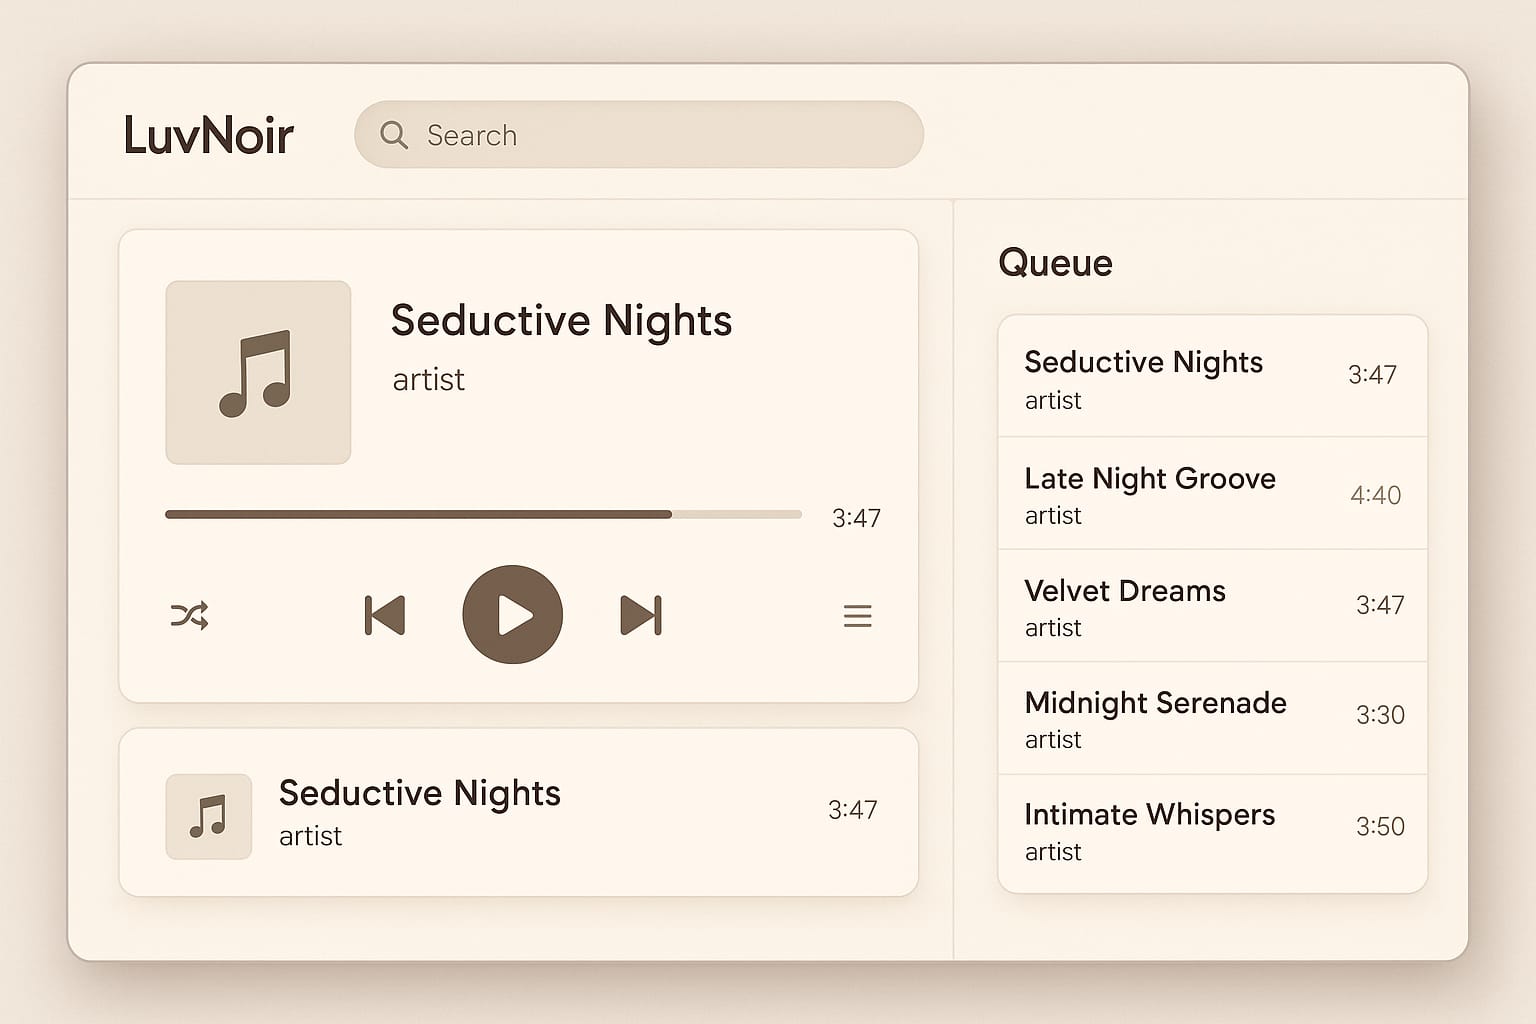 LuvNoir
Search
Seductive Nights
artist
3:47
Seductive Nights
artist
3:47
Queue
Seductive Nights
artist
3:47
Late Night Groove
artist
4:40
Velvet Dreams
artist
3:47
Midnight Serenade
artist
3:30
Intimate Whispers
artist
3:50